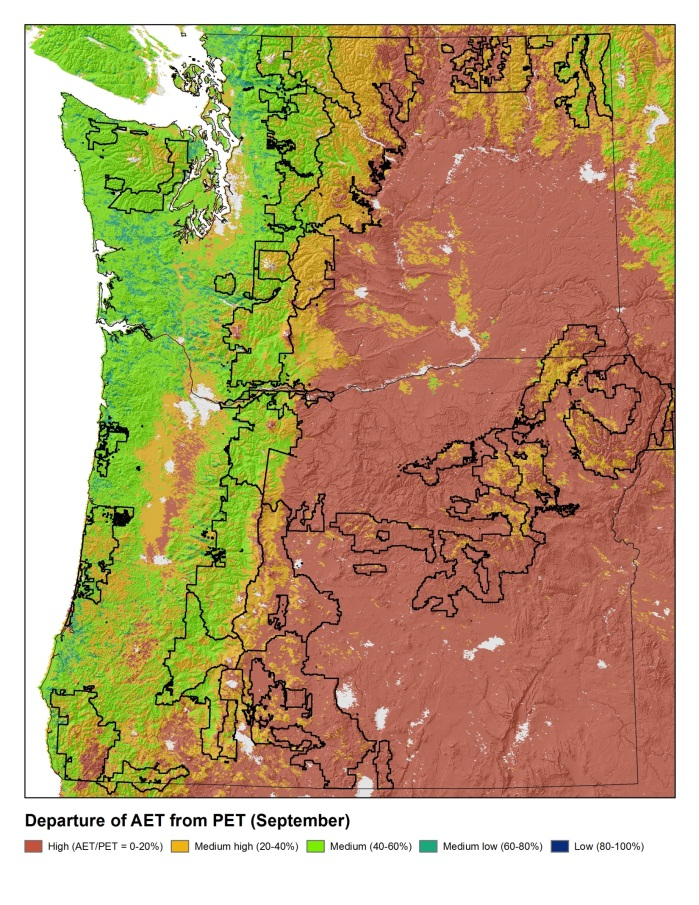 Departure of AET from PET (September)
High (AET/PET = 0-20%) Medium high (20-40%) Medium (40-60%) Medium low (60-80%) Low (80-100%)